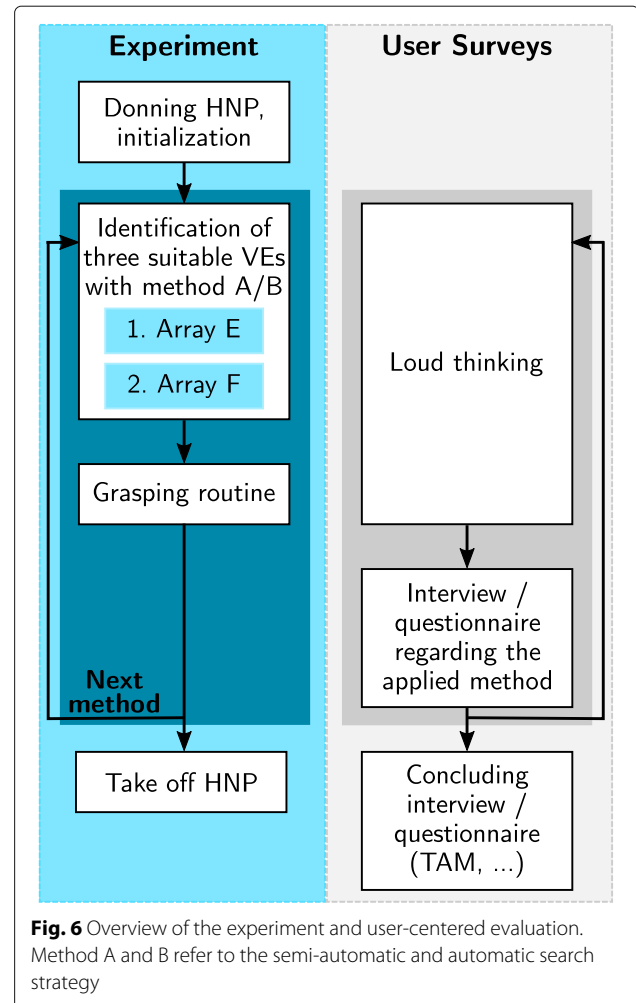 Experiment
Donning HNP,
initialization
Identification of
three suitable VEs
with method A/B
1. Array E
2. Array F
Grasping routine
Next
method
Take off HNP
User Surveys
Loud thinking
Interview /
questionnaire
regarding the
applied method
Concluding
interview /
questionnaire
(TAM, ...)
Fig. 6 Overview of the experiment and user-centered evaluation.
Method A and B refer to the semi-automatic and automatic search
strategy